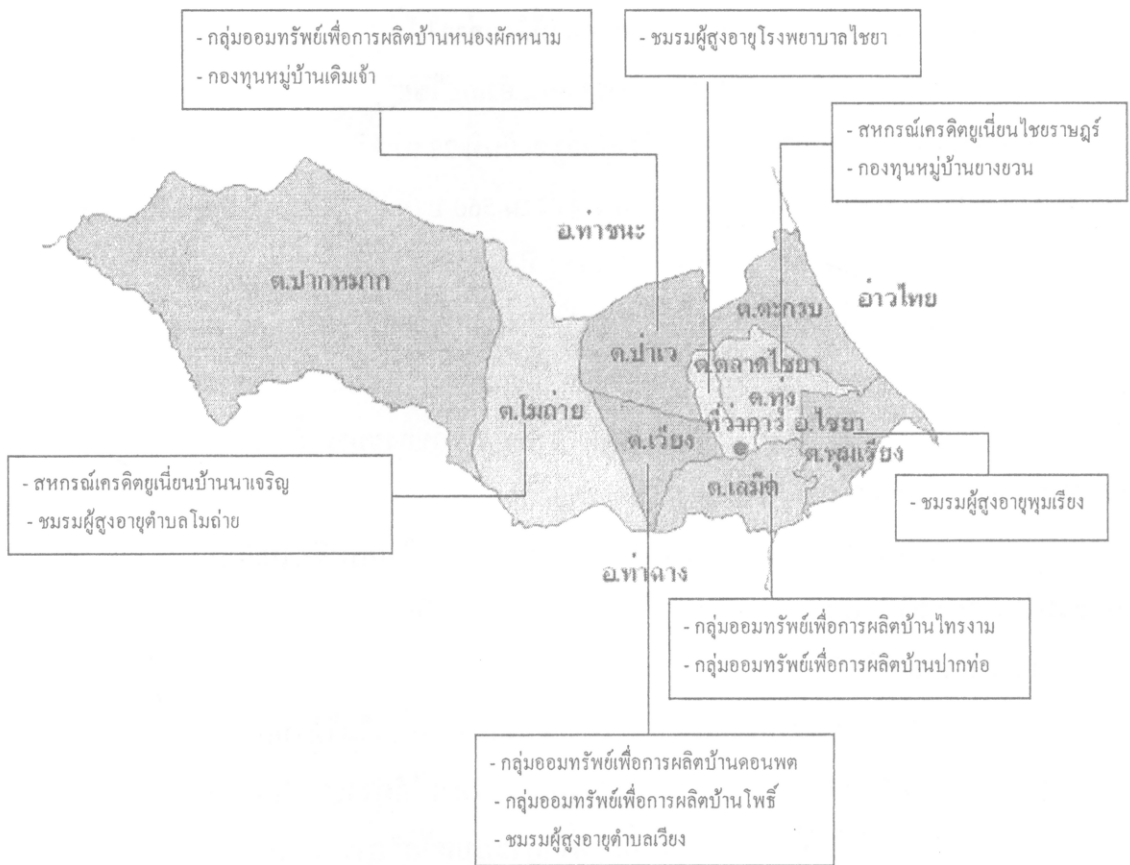 - กลุ่มออมทรัพย์เพื่อการผลิตบ้านหนองผักหนาม
- กองทุนหมู่บ้านเดิมเจ้า
- ชมรมผู้สูงอายุโรงพยาบาลไชยา
- สหกรณ์เครดิตยูเนี่ยนไชยราษฎร์
- กองทุนหมู่บ้านยางยวน
อ.ท่าชนะ
ต.ปากหมาก
อ่าวไทย
ต.ตะกรบ
ต.ป่าเว
ต.ตลาดไชยา
ต.ทุ่ง
ต.โมถ่าย
ที่ว่าการ อ.ไชยา
ต.เวียง
ต.พุมเรียง
ต.เลม็ด
- สหกรณ์เครดิตยูเนี่ยนบ้านนาเจริญ
- ชมรมผู้สูงอายุตำบลโมถ่าย
- ชมรมผู้สูงอายุพุมเรียง
อ.ท่าฉาง
- กลุ่มออมทรัพย์เพื่อการผลิตบ้านไทรงาม
- กลุ่มออมทรัพย์เพื่อการผลิตบ้านปากท่อ
- กลุ่มออมทรัพย์เพื่อการผลิตบ้านดอนพต
- กลุ่มออมทรัพย์เพื่อการผลิตบ้านโพธิ์
- ชมรมผู้สูงอายุตำบลเวียง